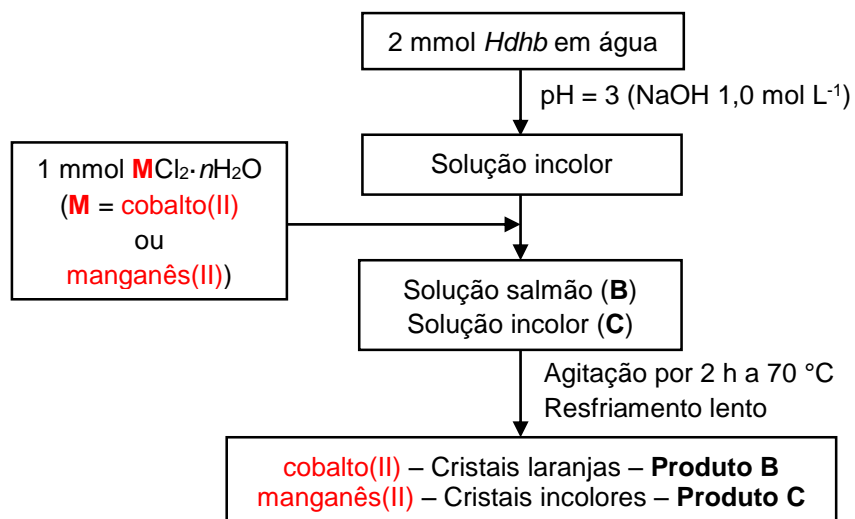 2 mmol Hdhb em água
pH = 3 (NaOH 1,0 mol L⁻¹)
Solução incolor
1 mmol MCl₂·nH₂O
(M = cobalto(II)
ou
manganês(II))
Solução salmão (B)
Solução incolor (C)
Agitação por 2 h a 70 °C
Resfriamento lento
cobalto(II) – Cristais laranjas – Produto B
manganês(II) – Cristais incolores – Produto C